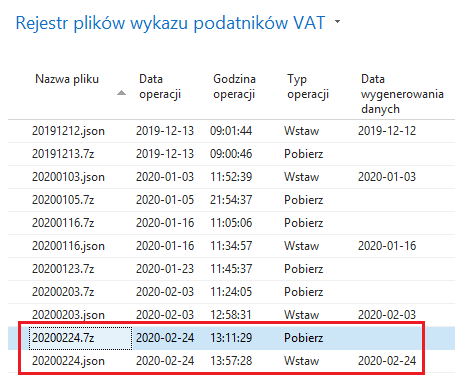 Rejestr plików wykazu podatników VAT
Nazwa pliku Data operacji Godzina operacji Typ operacji Data wygenerowania danych
20191212.json 2019-12-13 09:01:44 Wstaw 2019-12-12
20191213.7z 2019-12-13 09:00:46 Pobierz
20200103.json 2020-01-03 11:52:39 Wstaw 2020-01-03
20200105.7z 2020-01-05 21:54:37 Pobierz
20200116.7z 2020-01-16 11:05:06 Pobierz
20200116.json 2020-01-16 11:34:57 Wstaw 2020-01-16
20200123.7z 2020-01-23 11:45:37 Pobierz
20200203.7z 2020-02-03 11:24:05 Pobierz
20200203.json 2020-02-03 12:58:31 Wstaw 2020-02-03
20200224.7z 2020-02-24 13:11:29 Pobierz
20200224.json 2020-02-24 13:57:28 Wstaw 2020-02-24